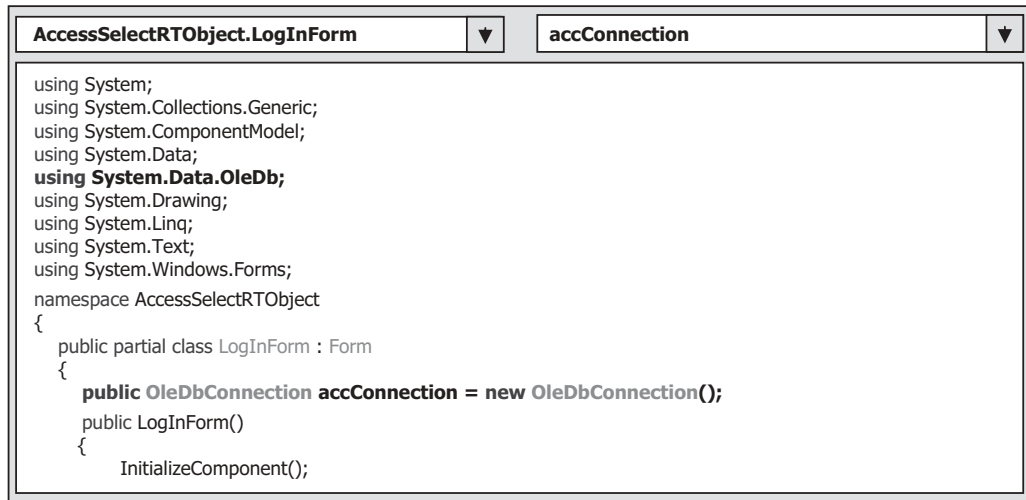 AccessSelectRTObject.LogInForm
accConnection
using System;
using System.Collections.Generic;
using System.ComponentModel;
using System.Data;
using System.Data.OleDb;
using System.Drawing;
using System.Linq;
using System.Text;
using System.Windows.Forms;
namespace AccessSelectRTObject
{
public partial class LogInForm : Form
{
public OleDbConnection accConnection = new OleDbConnection();
public LogInForm()
{
InitializeComponent();